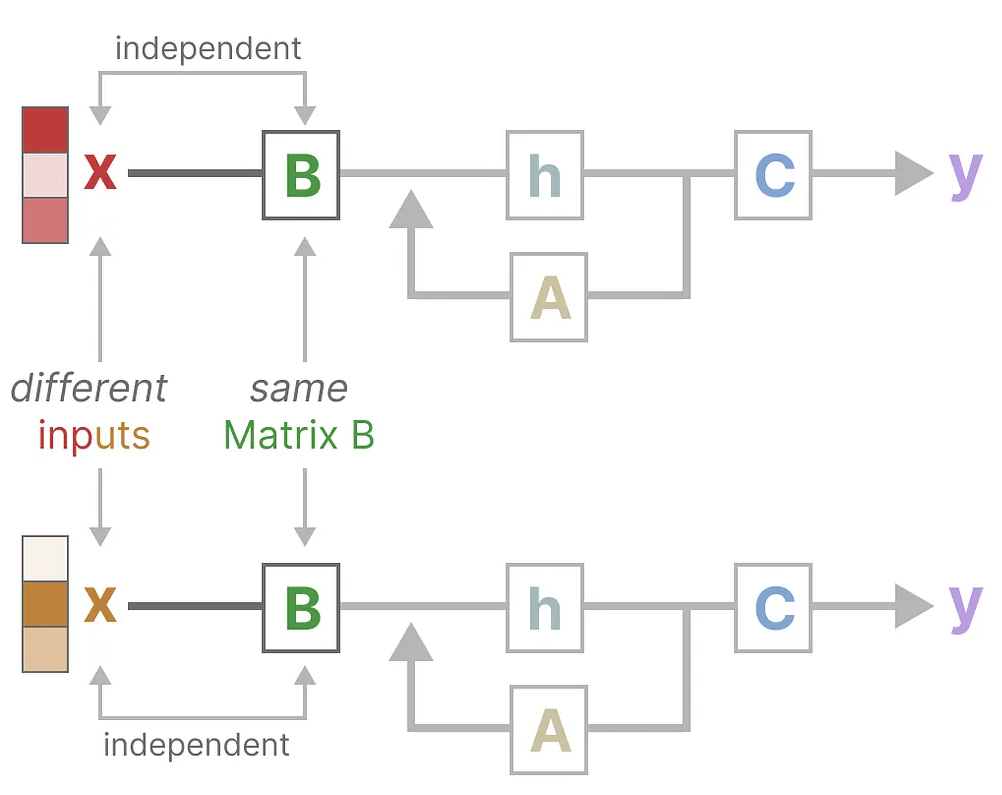 independent
x B h C y
A
different same
inputs Matrix B
x B h C y
A
independent